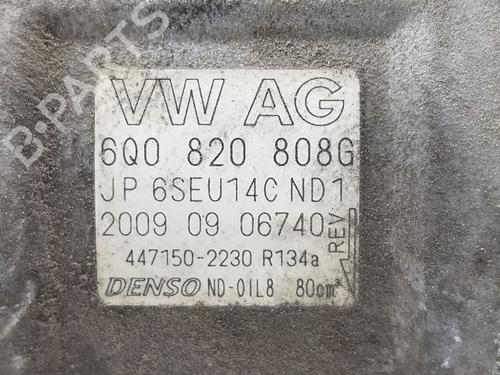 VW AG
6Q0 820 808G
JP 6SEU14C ND1
2009 09 06740
REV
447150-2230 R134a
DENSO ND-OIL8 80cm³
B-PARTS